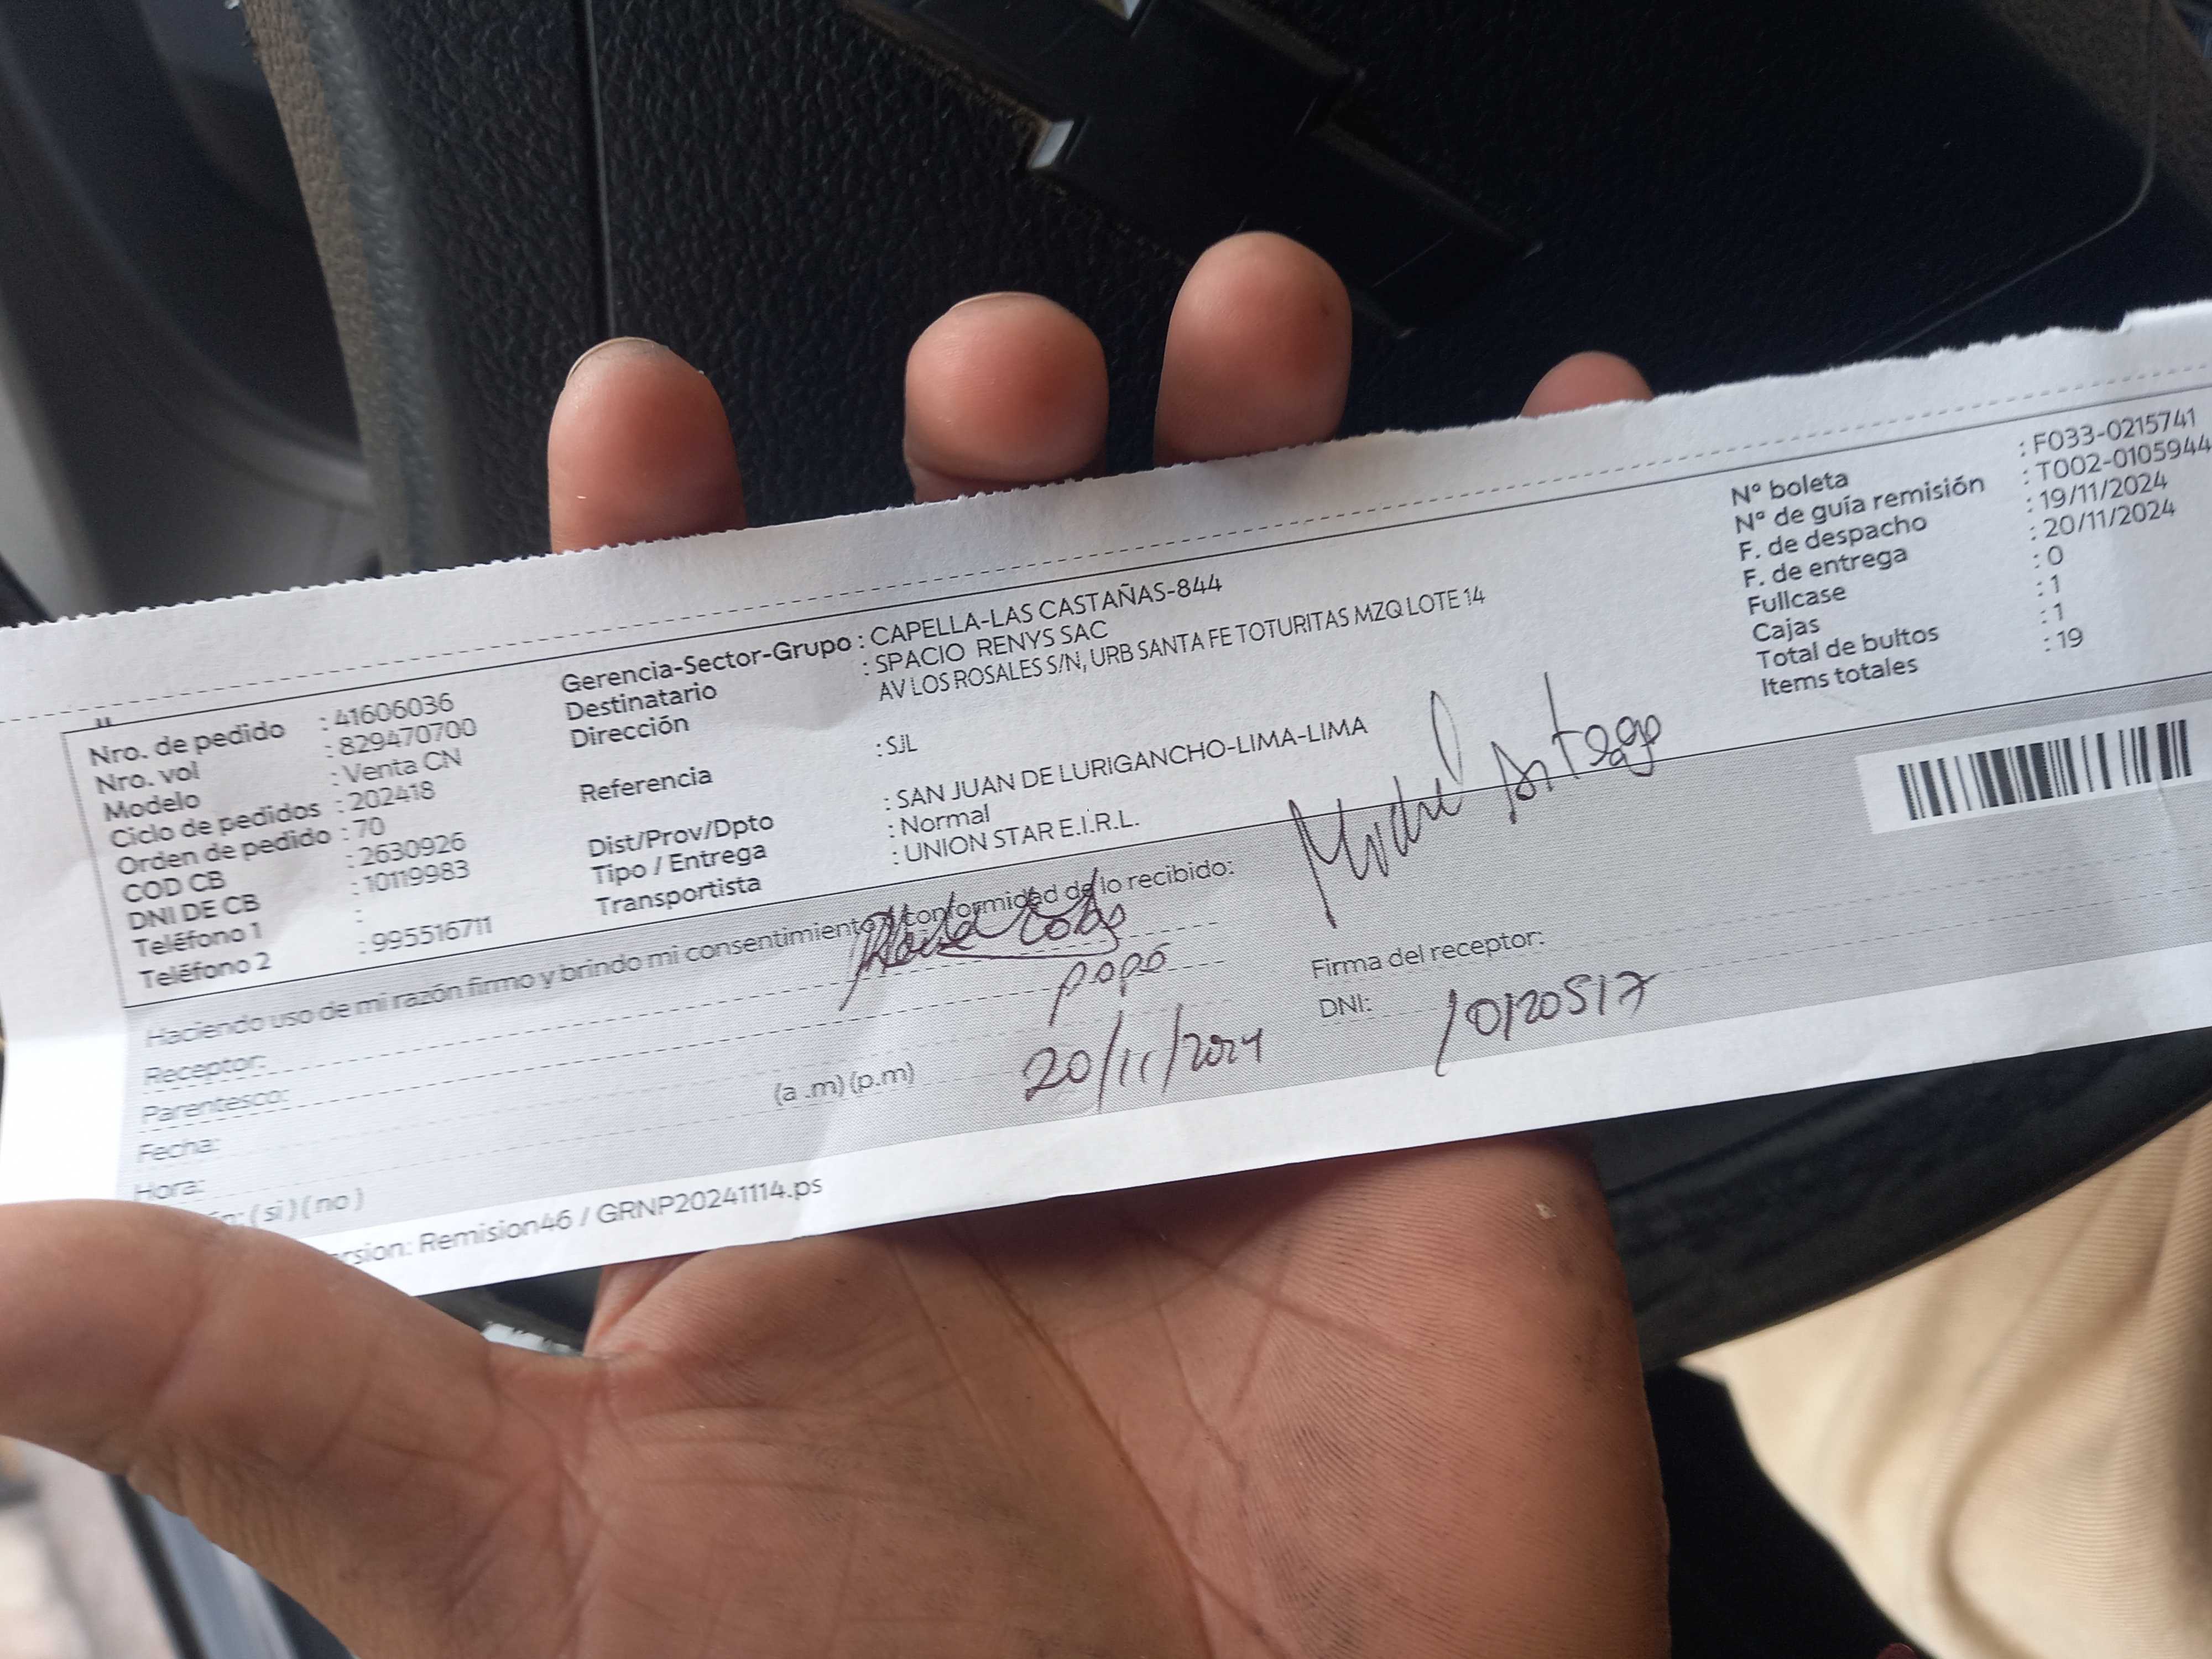 Nro. de pedido : 41606036
Nro. vol : 829470700
Modelo : Venta CN
Ciclo de pedidos : 202418
Orden de pedido : 70
COD CB : 2630926
DNI DE CB : 10119983
Teléfono 1 :
Teléfono 2 : 995516711
Gerencia-Sector-Grupo : CAPELLA-LAS CASTAÑAS-844
Destinatario : SPACIO RENYS SAC
Dirección AV LOS ROSALES S/N, URB SANTA FE TOTURITAS MZQ LOTE 14
Referencia : SJL
Dist/Prov/Dpto : SAN JUAN DE LURIGANCHO-LIMA-LIMA
Tipo / Entrega : Normal
Transportista : UNION STAR E.I.R.L.
N° boleta : F033-0215741
N° de guía remisión : T002-0105944
F. de despacho : 19/11/2024
F. de entrega : 20/11/2024
Fullcase : 0
Cajas : 1
Total de bultos : 1
Items totales : 19
Haciendo uso de mi razón firmo y brindo mi consentimiento conformidad de lo recibido:
Receptor:
Parentesco: papá
Fecha: 20/11/2024
Hora: (a .m) (p.m)
( si ) ( no )
Firma del receptor:
DNI: 10120517
rsion: Remision46 / GRNP20241114.ps